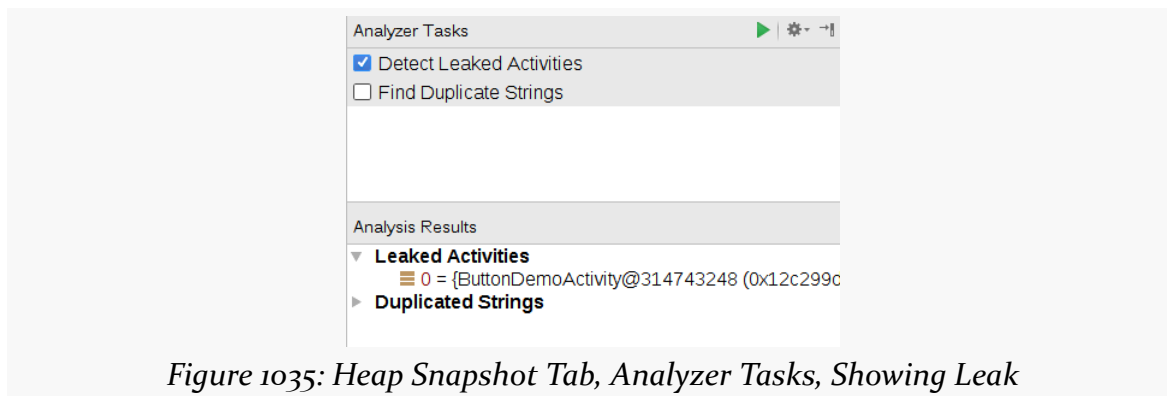 Analyzer Tasks
Detect Leaked Activities
Find Duplicate Strings
Analysis Results
Leaked Activities
0 = {ButtonDemoActivity@314743248 (0x12c299c
Duplicated Strings
Figure 1035: Heap Snapshot Tab, Analyzer Tasks, Showing Leak